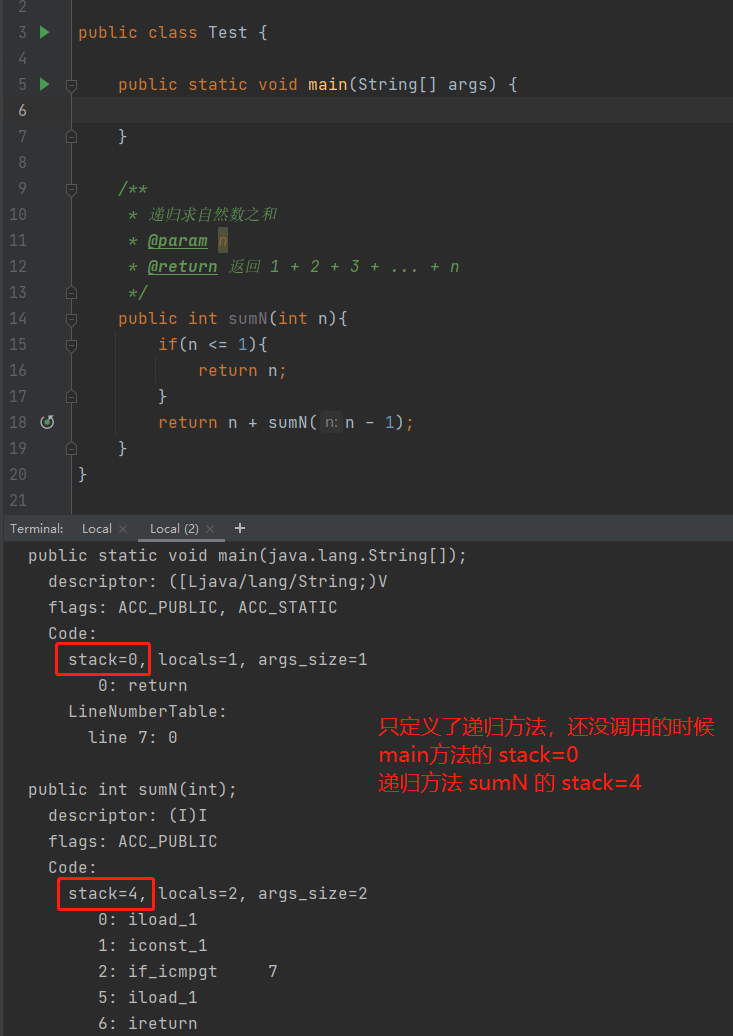 2
3 public class Test {
4
5 public static void main(String[] args) {
6
7 }
8
9 /**
10 * 递归求自然数之和
11 * @param n
12 * @return 返回 1 + 2 + 3 + ... + n
13 */
14 public int sumN(int n){
15 if(n <= 1){
16 return n;
17 }
18 return n + sumN( n: n - 1);
19 }
20 }
21
Terminal: Local × Local (2) × +
public static void main(java.lang.String[]);
descriptor: ([Ljava/lang/String;)V
flags: ACC_PUBLIC, ACC_STATIC
Code:
stack=0, locals=1, args_size=1
0: return
LineNumberTable:
line 7: 0
只定义了递归方法，还没调用的时候
main方法的 stack=0
递归方法 sumN 的 stack=4
public int sumN(int);
descriptor: (I)I
flags: ACC_PUBLIC
Code:
stack=4, locals=2, args_size=2
0: iload_1
1: iconst_1
2: if_icmpgt 7
5: iload_1
6: ireturn